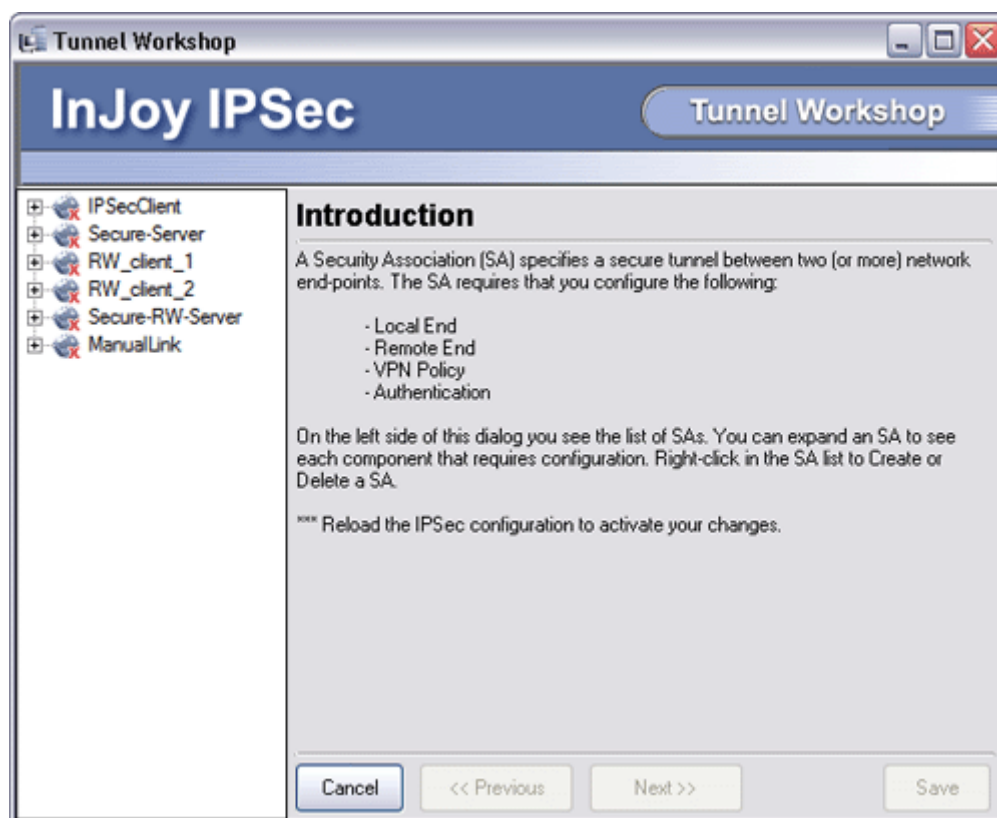 Tunnel Workshop
InJoy IPSec
Tunnel Workshop
IPSecClient
Secure-Server
RW_client_1
RW_client_2
Secure-RW-Server
ManualLink
Introduction
A Security Association (SA) specifies a secure tunnel between two (or more) network
end-points. The SA requires that you configure the following:
- Local End
- Remote End
- VPN Policy
- Authentication
On the left side of this dialog you see the list of SAs. You can expand an SA to see
each component that requires configuration. Right-click in the SA list to Create or
Delete a SA.
*** Reload the IPSec configuration to activate your changes.
Cancel
<< Previous
Next >>
Save